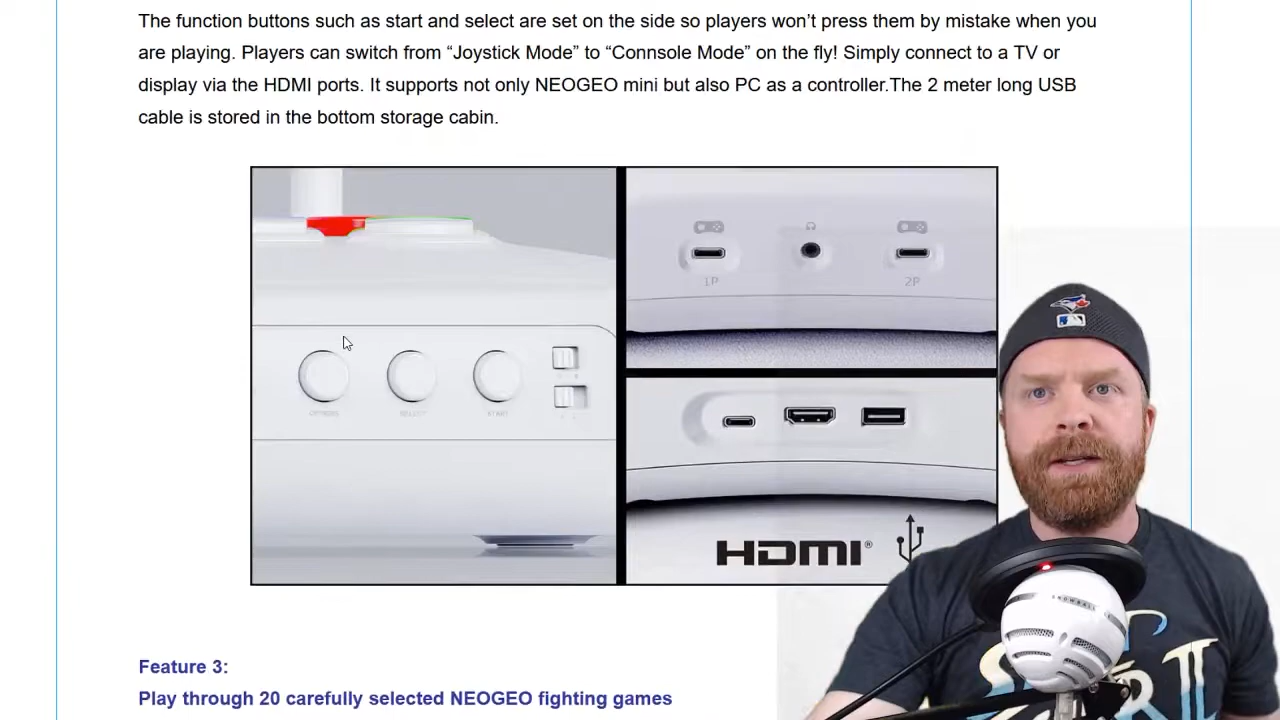 The function buttons such as start and select are set on the side so players won’t press them by mistake when you
are playing. Players can switch from “Joystick Mode” to “Connsole Mode” on the fly! Simply connect to a TV or
display via the HDMI ports. It supports not only NEOGEO mini but also PC as a controller.The 2 meter long USB
cable is stored in the bottom storage cabin.
1P
2P
OPTIONS
SELECT
START
HDMI®
Feature 3:
Play through 20 carefully selected NEOGEO fighting games